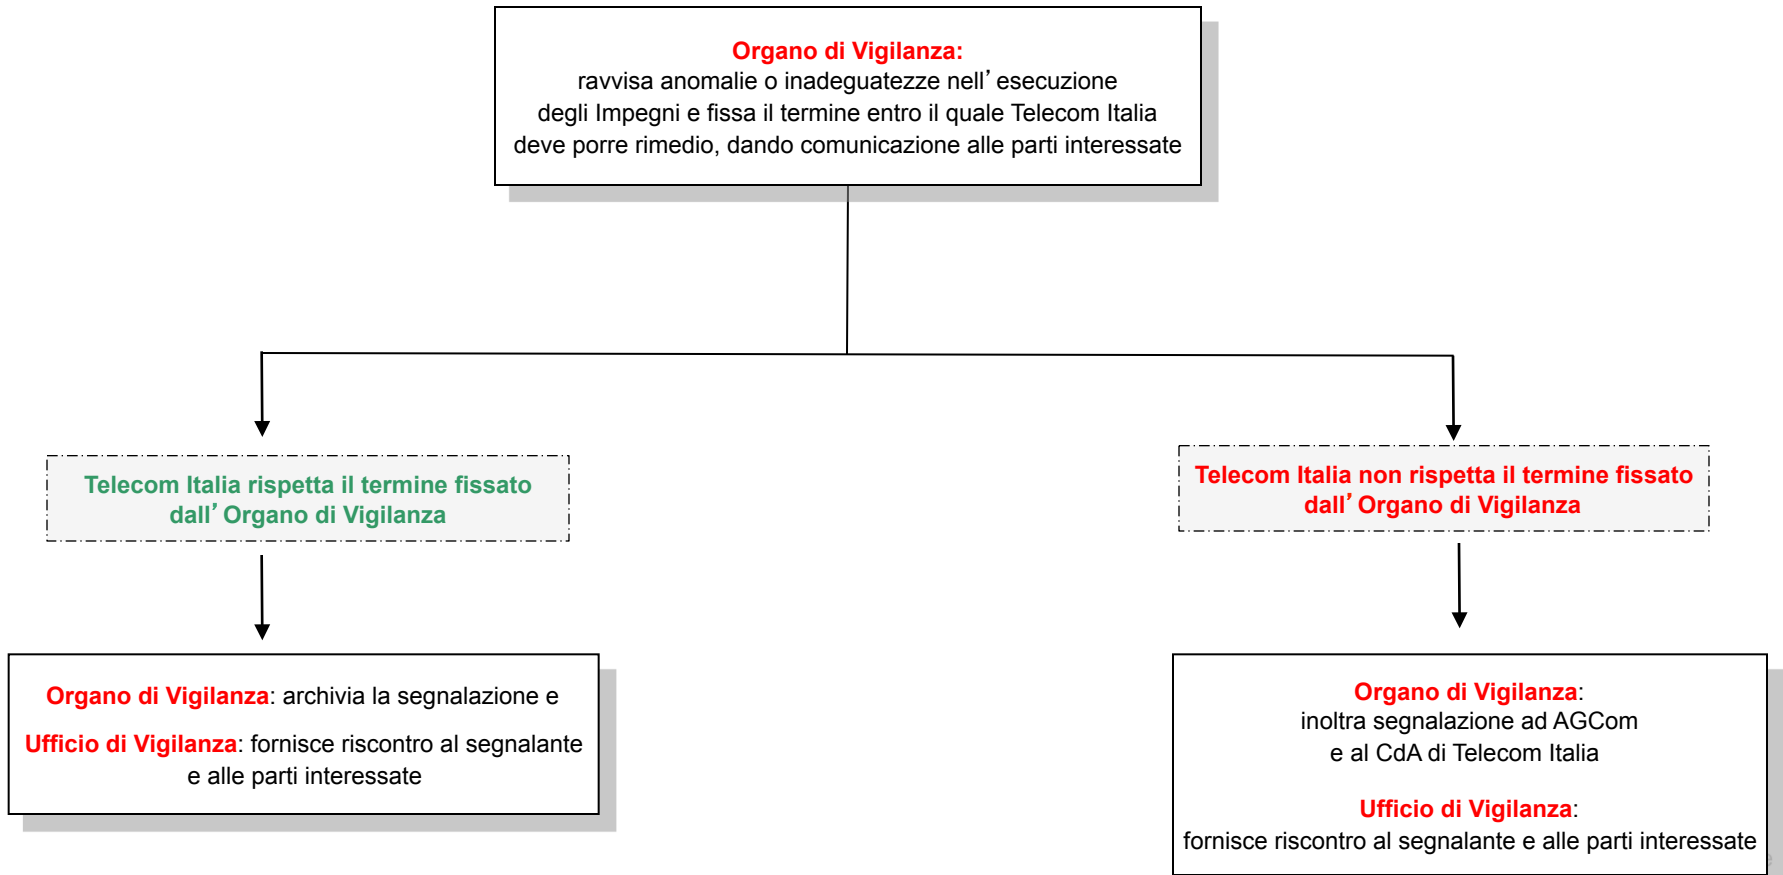 Organo di Vigilanza:
ravvisa anomalie o inadeguatezze nell’ esecuzione
degli Impegni e fissa il termine entro il quale Telecom Italia
deve porre rimedio, dando comunicazione alle parti interessate
Telecom Italia rispetta il termine fissato
dall’ Organo di Vigilanza
Telecom Italia non rispetta il termine fissato
dall’ Organo di Vigilanza
Organo di Vigilanza: archivia la segnalazione e
Ufficio di Vigilanza: fornisce riscontro al segnalante
e alle parti interessate
Organo di Vigilanza:
inoltra segnalazione ad AGCom
e al CdA di Telecom Italia
Ufficio di Vigilanza:
fornisce riscontro al segnalante e alle parti interessate